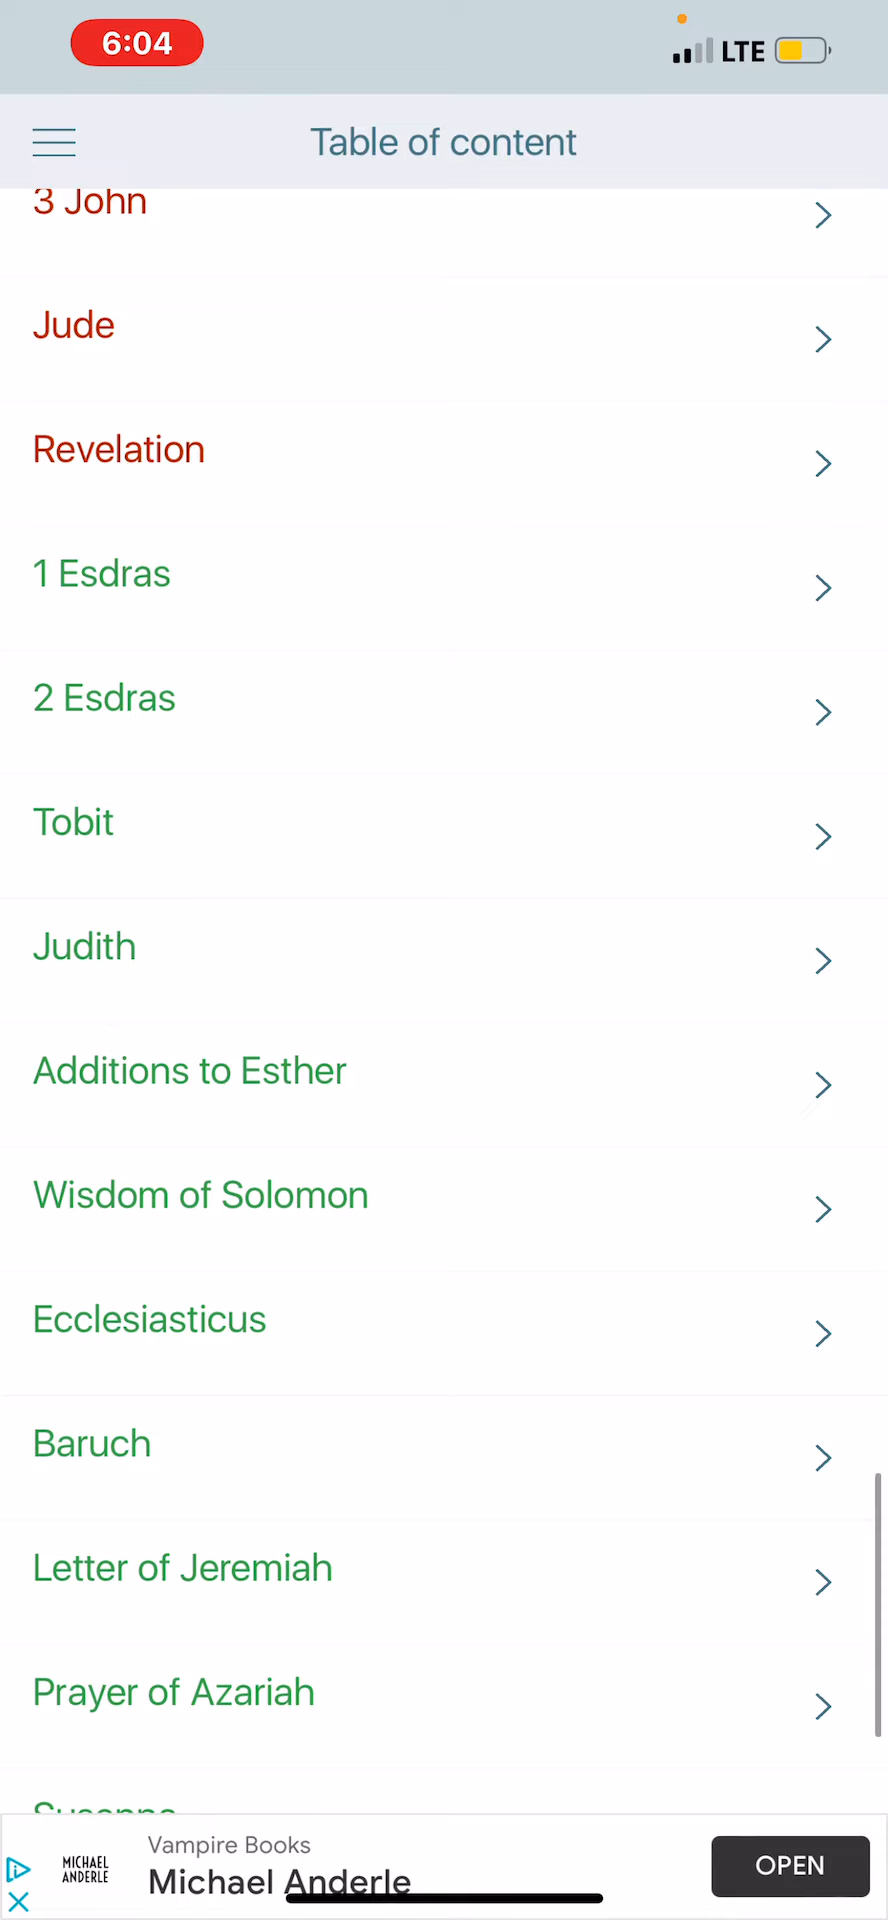 6:04
LTE
Table of content
3 John
Jude
Revelation
1 Esdras
2 Esdras
Tobit
Judith
Additions to Esther
Wisdom of Solomon
Ecclesiasticus
Baruch
Letter of Jeremiah
Prayer of Azariah
Vampire Books
MICHAEL
ANDERLE
Michael Anderle
OPEN